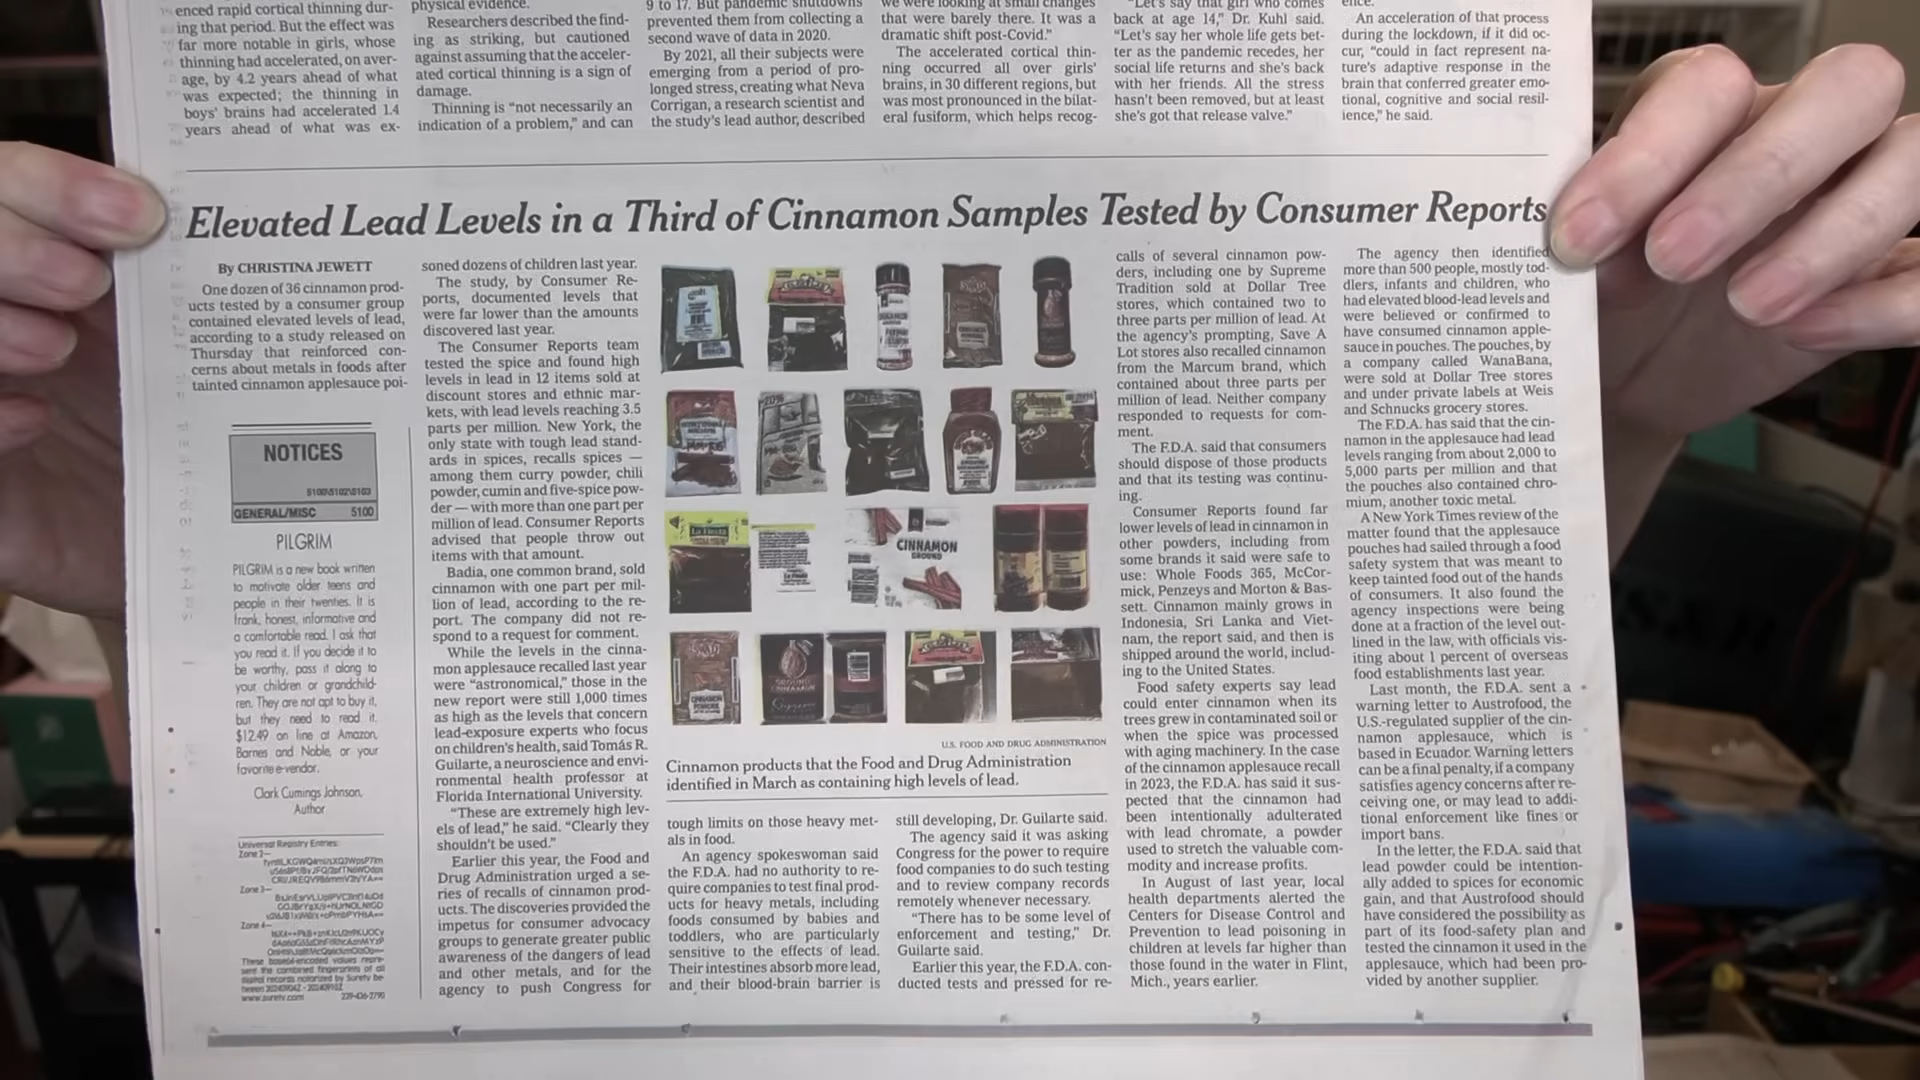 enced rapid cortical thinning dur-
ing that period. But the effect was
far more notable in girls, whose
thinning had accelerated, on aver-
age, by 4.2 years ahead of what
was expected; the thinning in
boys' brains had accelerated 1.4
years ahead of what was ex-
physical evidence.
Researchers described the find-
ing as striking, but cautioned
against assuming that the acceler-
ated cortical thinning is a sign of
damage.
Thinning is "not necessarily an
indication of a problem," and can
9 to 17. But pandemic shutdowns
prevented them from collecting a
second wave of data in 2020.
By 2021, all their subjects were
emerging from a period of pro-
longed stress, creating what Neva
Corrigan, a research scientist and
the study's lead author, described
we were looking at small changes
that were barely there. It was a
dramatic shift post-Covid."
The accelerated cortical thin-
ning occurred all over girls'
brains, in 30 different regions, but
was most pronounced in the bilat-
eral fusiform, which helps recog-
"Let's say that girl who comes
back at age 14," Dr. Kuhl said.
"Let's say her whole life gets bet-
ter as the pandemic recedes, her
social life returns and she's back
with her friends. All the stress
hasn't been removed, but at least
she's got that release valve."
An acceleration of that process
during the lockdown, if it did oc-
cur, "could in fact represent na-
ture's adaptive response in the
brain that conferred greater emo-
tional, cognitive and social resil-
ience," he said.
Elevated Lead Levels in a Third of Cinnamon Samples Tested by Consumer Reports
By CHRISTINA JEWETT
One dozen of 36 cinnamon prod-
ucts tested by a consumer group
contained elevated levels of lead,
according to a study released on
Thursday that reinforced con-
cerns about metals in foods after
tainted cinnamon applesauce poi-
NOTICES
5100\5102\5103
GENERAL/MISC 5100
PILGRIM
PILGRIM is a new book written
to motivate older teens and
people in their twenties. It is
frank, honest, informative and
a comfortable read. I ask that
you read it. If you decide it to
be worthy, pass it along to
your children or grandchild-
ren. They are not apt to buy it,
but they need to read it.
$12.49 on line at Amazon,
Barnes and Noble, or your
favorite e-vendor.
Clark Cumings Johnson,
Author
Universal Registry Entries:
Zone 2—
Zone 3—
Zone 4—
These base64-encoded values repre-
sent the combined fingerprints of all
digital records notarized by Surety be-
tween
www.surety.com 239-436-2790
soned dozens of children last year.
The study, by Consumer Re-
ports, documented levels that
were far lower than the amounts
discovered last year.
The Consumer Reports team
tested the spice and found high
levels in lead in 12 items sold at
discount stores and ethnic mar-
kets, with lead levels reaching 3.5
parts per million. New York, the
only state with tough lead stand-
ards in spices, recalls spices —
among them curry powder, chili
powder, cumin and five-spice pow-
der — with more than one part per
million of lead. Consumer Reports
advised that people throw out
items with that amount.
Badia, one common brand, sold
cinnamon with one part per mil-
lion of lead, according to the re-
port. The company did not re-
spond to a request for comment.
While the levels in the cinna-
mon applesauce recalled last year
were "astronomical," those in the
new report were still 1,000 times
as high as the levels that concern
lead-exposure experts who focus
on children's health, said Tomás R.
Guilarte, a neuroscience and envi-
ronmental health professor at
Florida International University.
"These are extremely high lev-
els of lead," he said. "Clearly they
shouldn't be used."
Earlier this year, the Food and
Drug Administration urged a se-
ries of recalls of cinnamon prod-
ucts. The discoveries provided the
impetus for consumer advocacy
groups to generate greater public
awareness of the dangers of lead
and other metals, and for the
agency to push Congress for
CINNAMON
GROUND
La Fiesta
GROUND
CINNAMON
U.S. FOOD AND DRUG ADMINISTRATION
Cinnamon products that the Food and Drug Administration
identified in March as containing high levels of lead.
tough limits on those heavy met-
als in food.
An agency spokeswoman said
the F.D.A. had no authority to re-
quire companies to test final prod-
ucts for heavy metals, including
foods consumed by babies and
toddlers, who are particularly
sensitive to the effects of lead.
Their intestines absorb more lead,
and their blood-brain barrier is
still developing, Dr. Guilarte said.
The agency said it was asking
Congress for the power to require
food companies to do such testing
and to review company records
remotely whenever necessary.
"There has to be some level of
enforcement and testing," Dr.
Guilarte said.
Earlier this year, the F.D.A. con-
ducted tests and pressed for re-
calls of several cinnamon pow-
ders, including one by Supreme
Tradition sold at Dollar Tree
stores, which contained two to
three parts per million of lead. At
the agency's prompting, Save A
Lot stores also recalled cinnamon
from the Marcum brand, which
contained about three parts per
million of lead. Neither company
responded to requests for com-
ment.
The F.D.A. said that consumers
should dispose of those products
and that its testing was continu-
ing.
Consumer Reports found far
lower levels of lead in cinnamon in
other powders, including from
some brands it said were safe to
use: Whole Foods 365, McCor-
mick, Penzeys and Morton & Bas-
sett. Cinnamon mainly grows in
Indonesia, Sri Lanka and Viet-
nam, the report said, and then is
shipped around the world, includ-
ing to the United States.
Food safety experts say lead
could enter cinnamon when its
trees grew in contaminated soil or
when the spice was processed
with aging machinery. In the case
of the cinnamon applesauce recall
in 2023, the F.D.A. has said it sus-
pected that the cinnamon had
been intentionally adulterated
with lead chromate, a powder
used to stretch the valuable com-
modity and increase profits.
In August of last year, local
health departments alerted the
Centers for Disease Control and
Prevention to lead poisoning in
children at levels far higher than
those found in the water in Flint,
Mich., years earlier.
The agency then identified
more than 500 people, mostly tod-
dlers, infants and children, who
had elevated blood-lead levels and
were believed or confirmed to
have consumed cinnamon apple-
sauce in pouches. The pouches, by
a company called WanaBana,
were sold at Dollar Tree stores
and under private labels at Weis
and Schnucks grocery stores.
The F.D.A. has said that the cin-
namon in the applesauce had lead
levels ranging from about 2,000 to
5,000 parts per million and that
the pouches also contained chro-
mium, another toxic metal.
A New York Times review of the
matter found that the applesauce
pouches had sailed through a food
safety system that was meant to
keep tainted food out of the hands
of consumers. It also found the
agency inspections were being
done at a fraction of the level out-
lined in the law, with officials vis-
iting about 1 percent of overseas
food establishments last year.
Last month, the F.D.A. sent a
warning letter to Austrofood, the
U.S.-regulated supplier of the cin-
namon applesauce, which is
based in Ecuador. Warning letters
can be a final penalty, if a company
satisfies agency concerns after re-
ceiving one, or may lead to addi-
tional enforcement like fines or
import bans.
In the letter, the F.D.A. said that
lead powder could be intention-
ally added to spices for economic
gain, and that Austrofood should
have considered the possibility as
part of its food-safety plan and
tested the cinnamon it used in the
applesauce, which had been pro-
vided by another supplier.